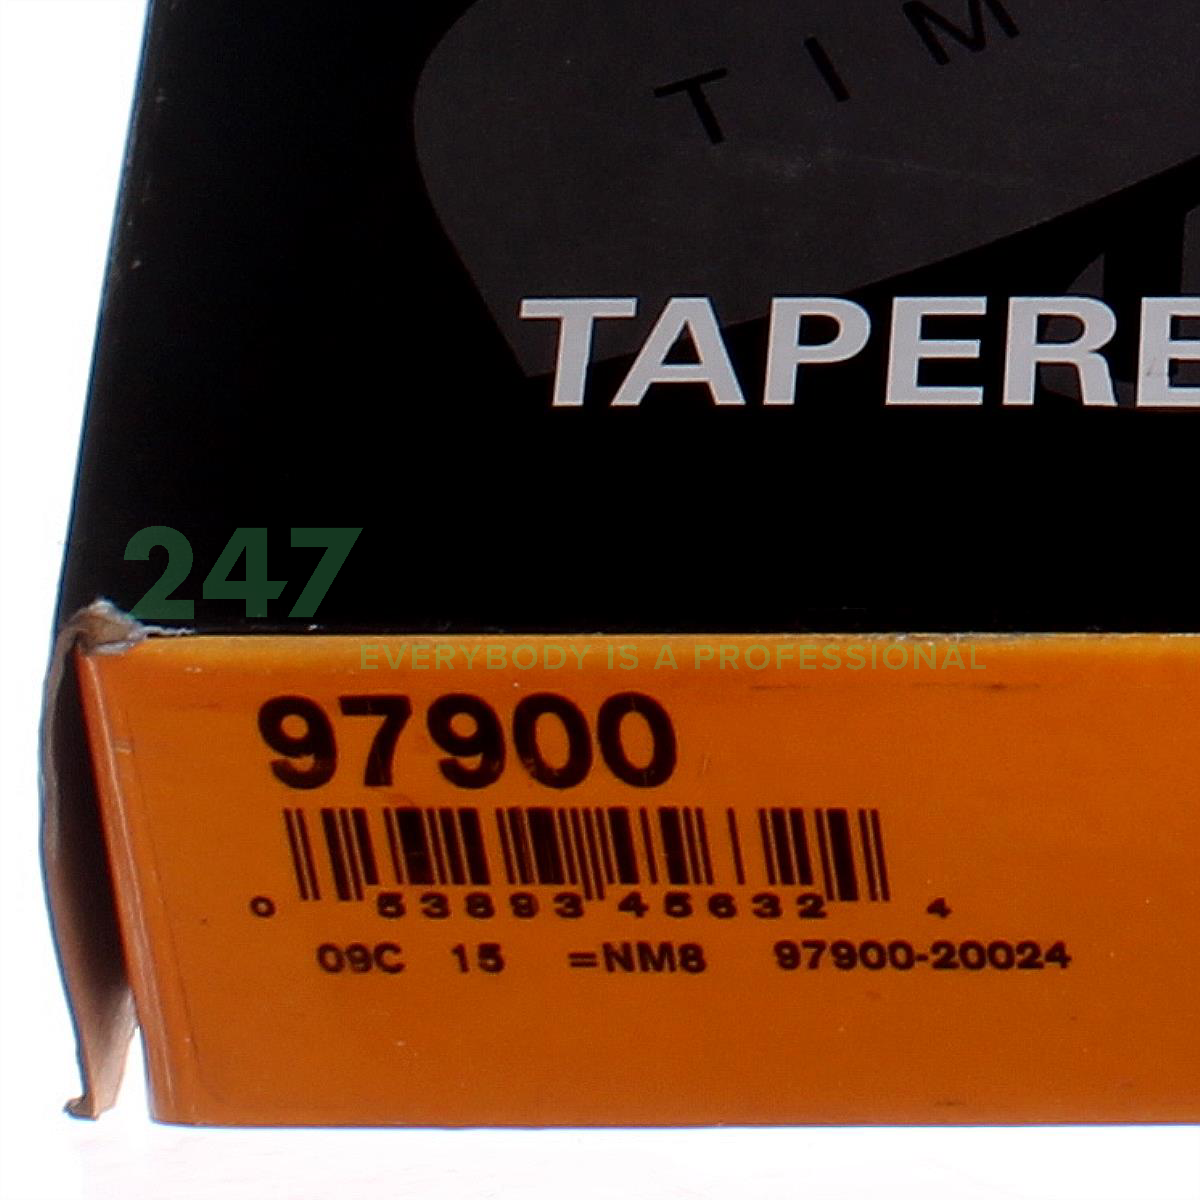 TIM
TAPERE
247
EVERYBODY IS A PROFESSIONAL
97900
0 53893 45632 4
09C 15 =NM8 97900-20024